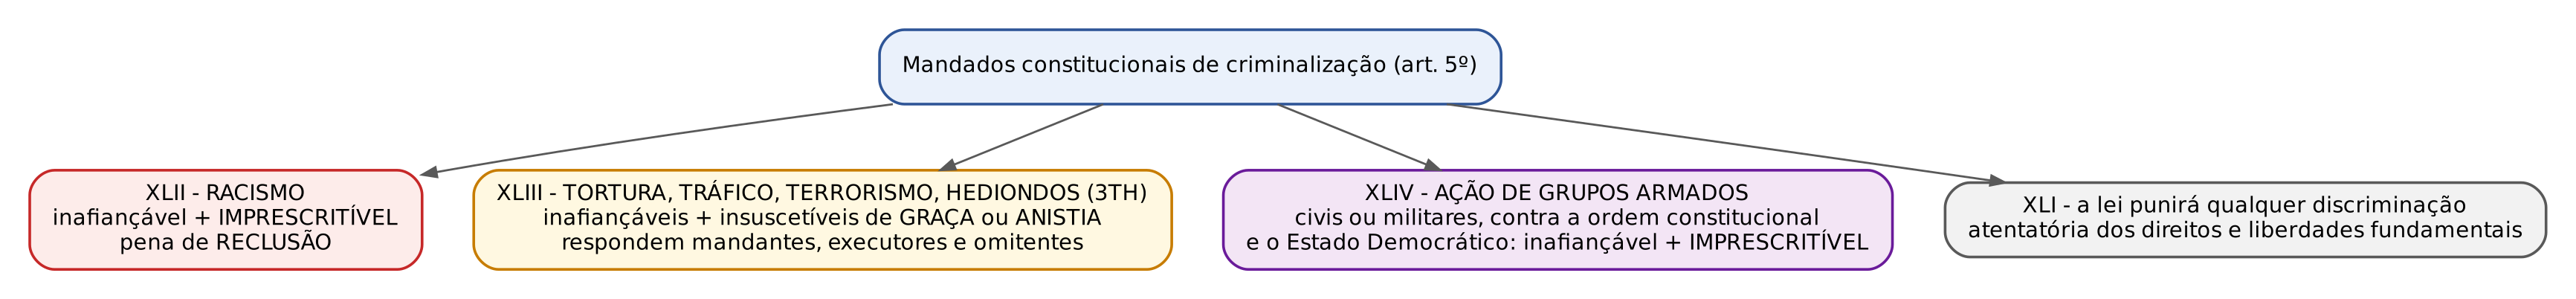 Mandados constitucionais de criminalização (art. 5º)
XLII - RACISMO
inafiançável + IMPRESCRITÍVEL
pena de RECLUSÃO
XLIII - TORTURA, TRÁFICO, TERRORISMO, HEDIONDOS (3TH)
inafiançáveis + insuscetíveis de GRAÇA ou ANISTIA
respondem mandantes, executores e omitentes
XLIV - AÇÃO DE GRUPOS ARMADOS
civis ou militares, contra a ordem constitucional
e o Estado Democrático: inafiançável + IMPRESCRITÍVEL
XLI - a lei punirá qualquer discriminação
atentatória dos direitos e liberdades fundamentais